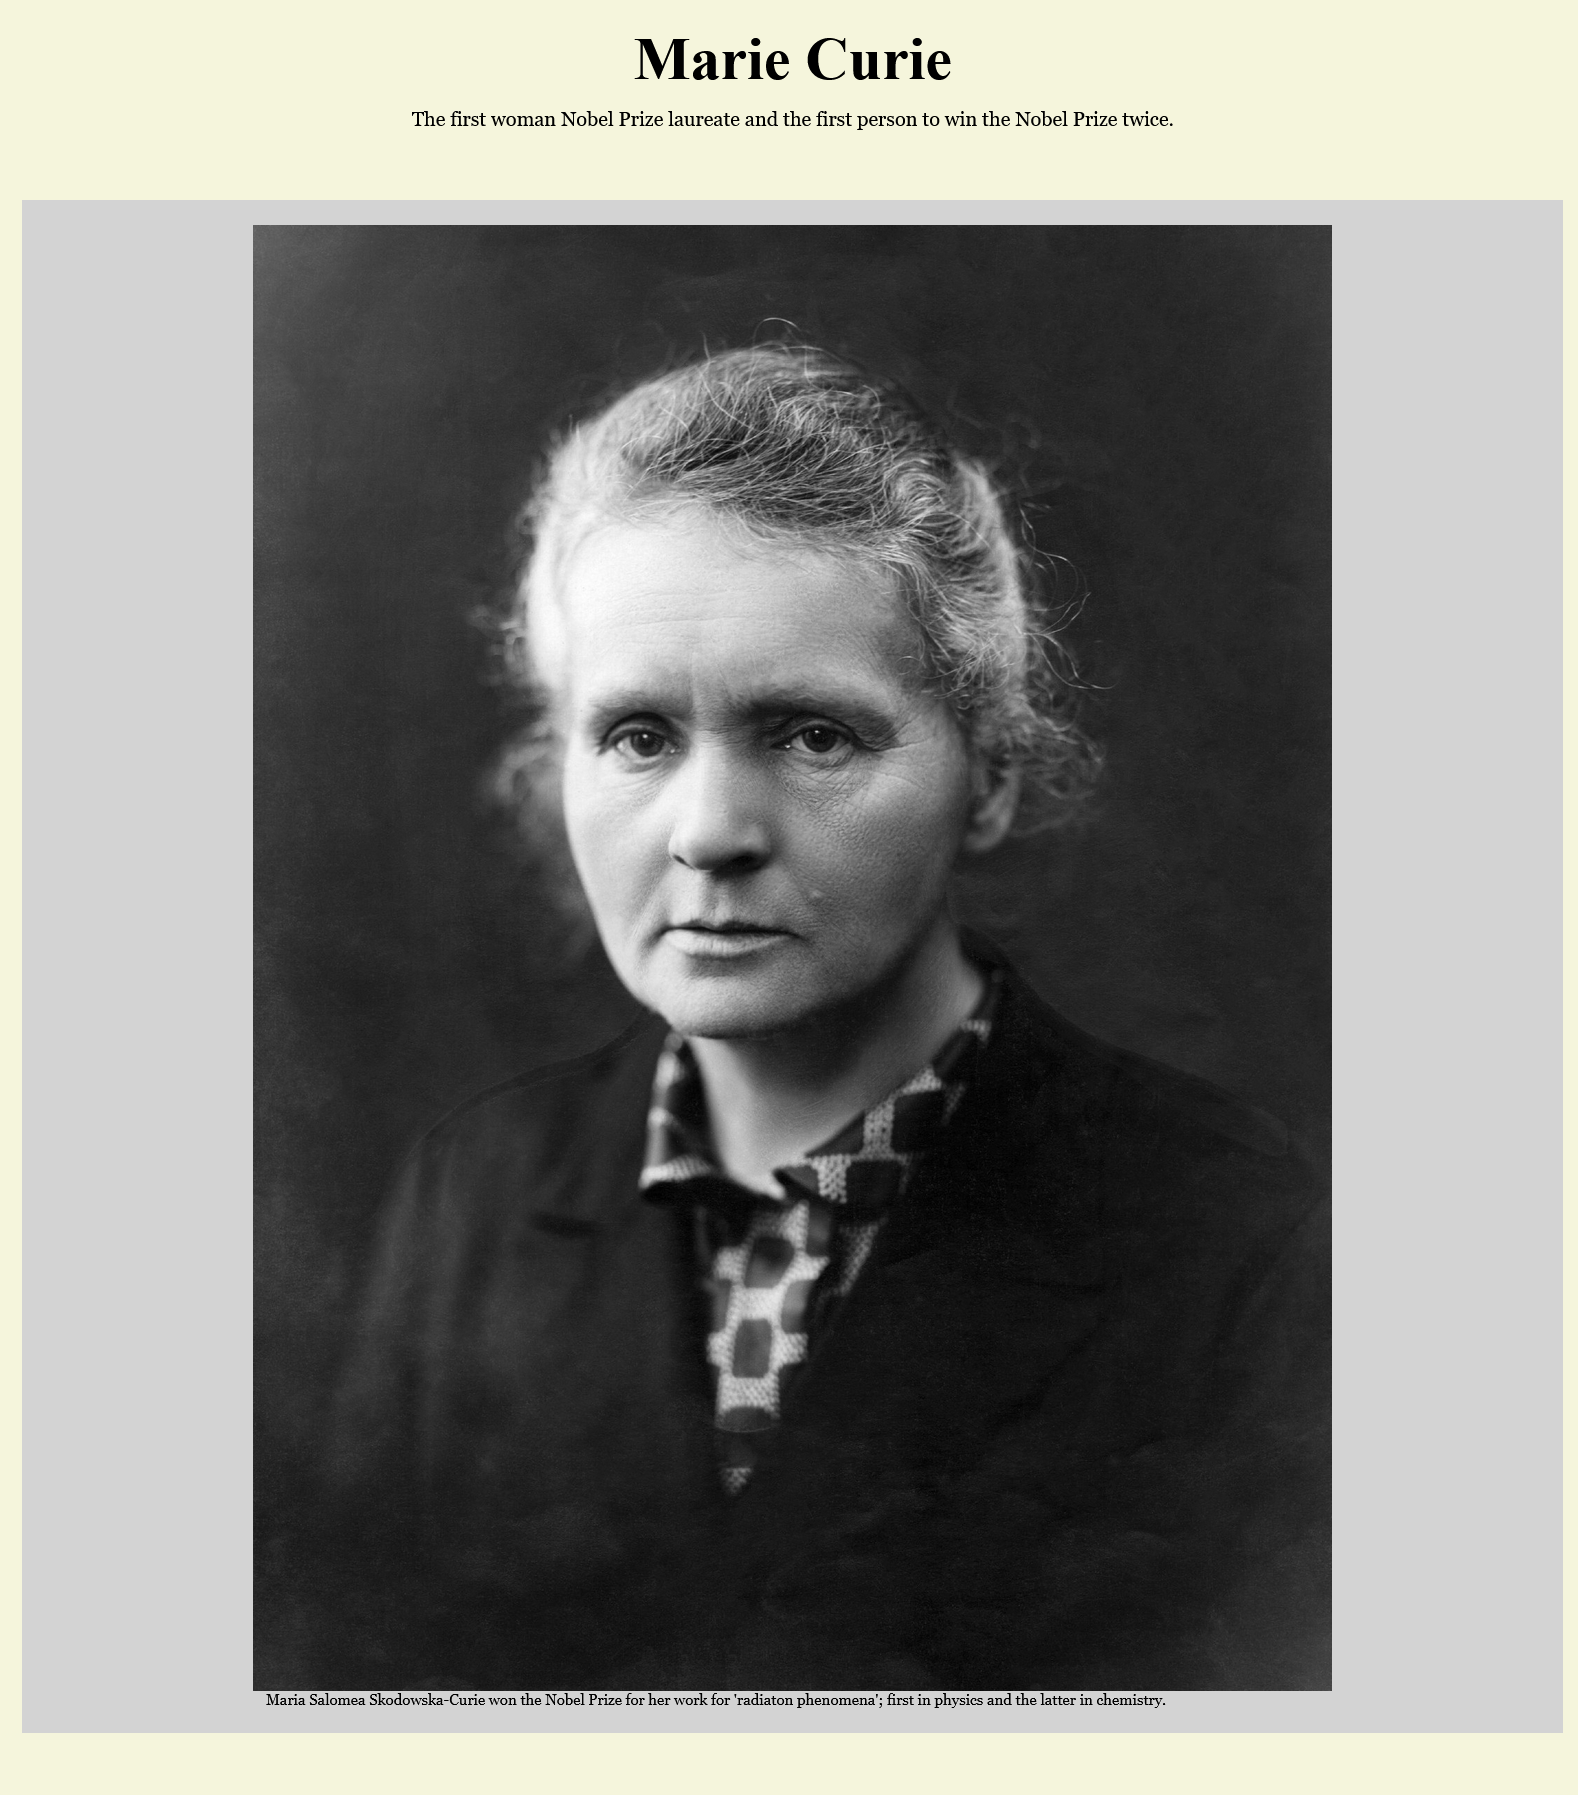 Marie Curie
The first woman Nobel Prize laureate and the first person to win the Nobel Prize twice.
Maria Salomea Skodowska-Curie won the Nobel Prize for her work for 'radiaton phenomena'; first in physics and the latter in chemistry.